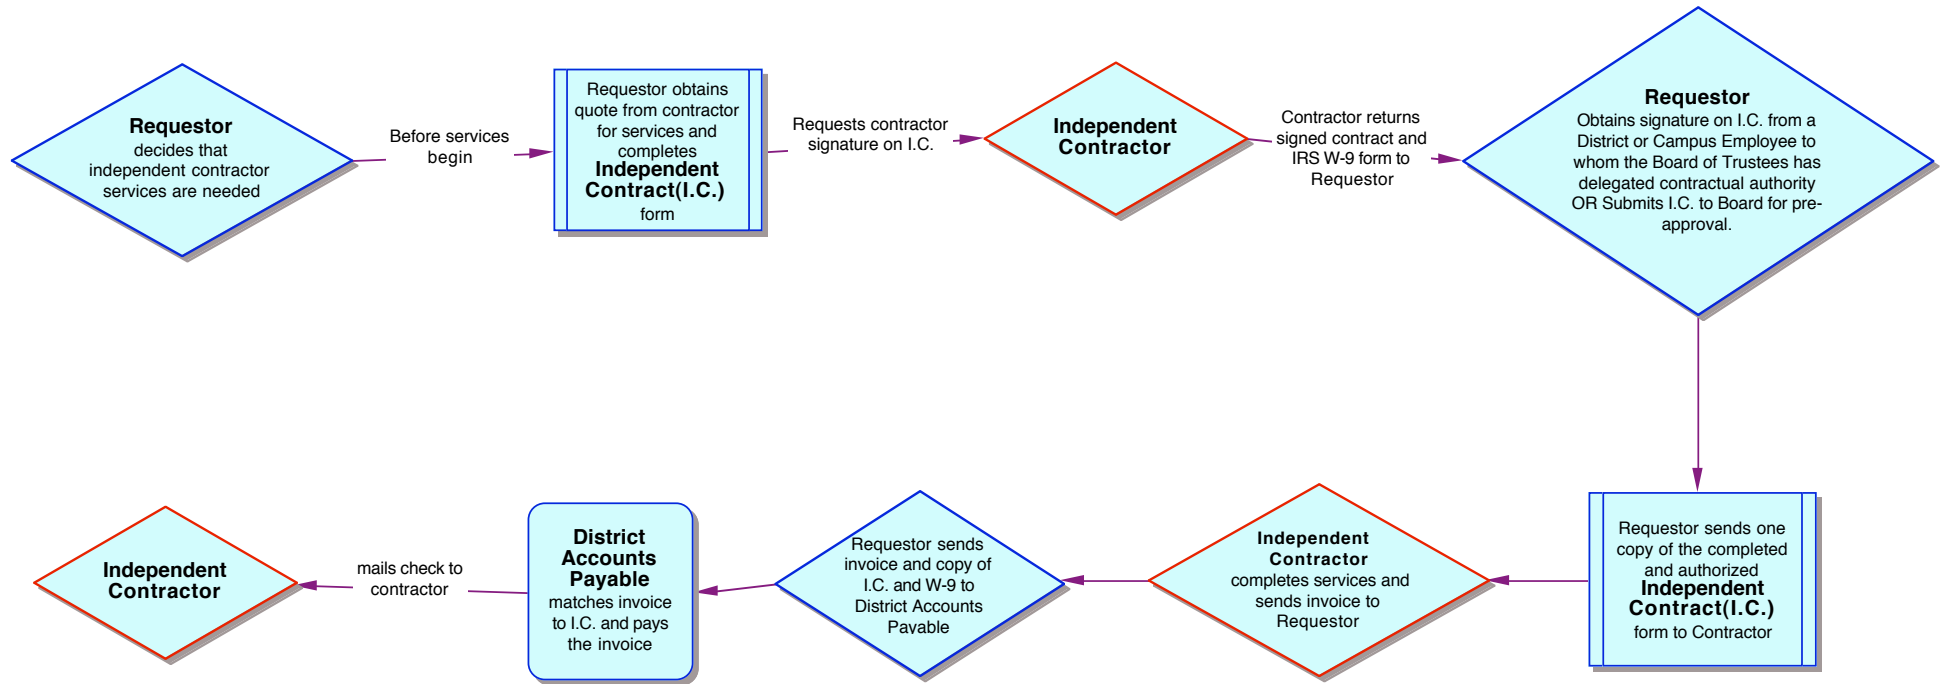 Requestor
decides that
independent contractor
services are needed
Before services
begin
Requestor obtains
quote from contractor
for services and
completes
Independent
Contract(I.C.)
form
Requests contractor
signature on I.C.
Independent
Contractor
Contractor returns
signed contract and
IRS W-9 form to
Requestor
Requestor
Obtains signature on I.C. from a
District or Campus Employee to
whom the Board of Trustees has
delegated contractual authority
OR Submits I.C. to Board for pre-
approval.
Requestor sends one
copy of the completed
and authorized
Independent
Contract(I.C.)
form to Contractor
Independent
Contractor
completes services and
sends invoice to
Requestor
Requestor sends
invoice and copy of
I.C. and W-9 to
District Accounts
Payable
District
Accounts
Payable
matches invoice
to I.C. and pays
the invoice
mails check to
contractor
Independent
Contractor